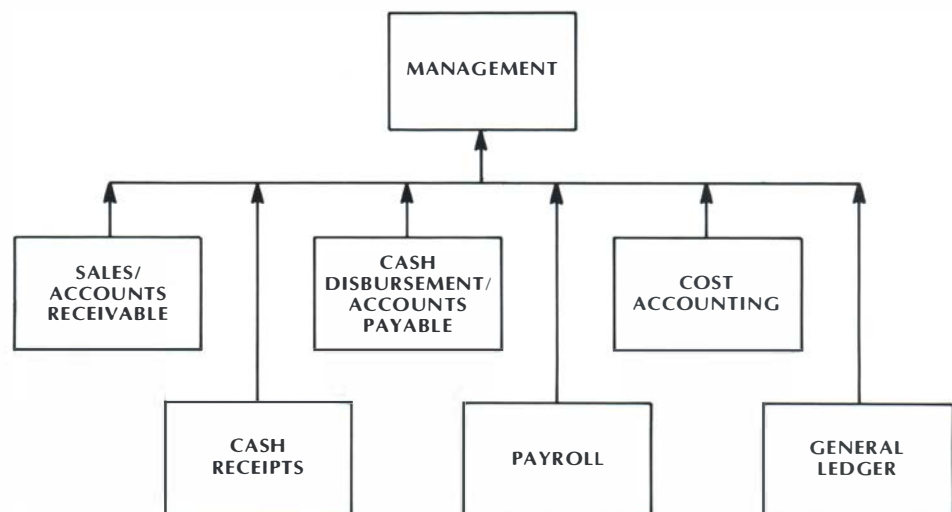 MANAGEMENT
SALES/
ACCOUNTS
RECEIVABLE
CASH
DISBURSEMENT/
ACCOUNTS
PAYABLE
COST
ACCOUNTING
CASH
RECEIPTS
PAYROLL
GENERAL
LEDGER